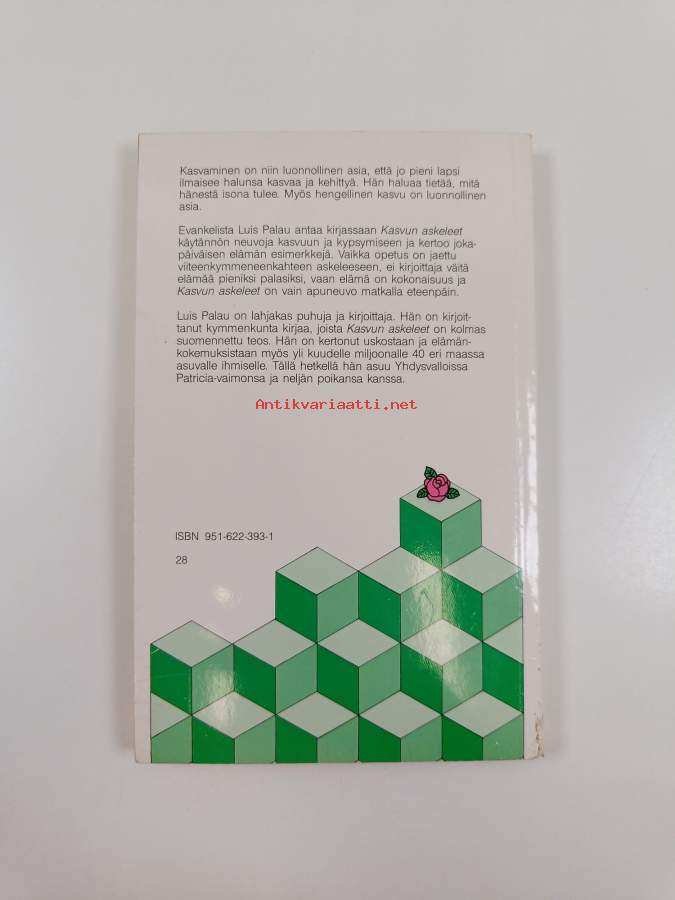 Kasvaminen on niin luonnollinen asia, että jo pieni lapsi
ilmaisee halunsa kasvaa ja kehittyä. Hän haluaa tietää, mitä
hänestä isona tulee. Myös hengellinen kasvu on luonnollinen
asia.
Evankelista Luis Palau antaa kirjassaan Kasvun askeleet
käytännön neuvoja kasvuun ja kypsymiseen ja kertoo joka-
päiväisen elämän esimerkkejä. Vaikka opetus on jaettu
viiteenkymmeneenkahteen askeleeseen, ei kirjoittaja väitä
elämää pieniksi palasiksi, vaan elämä on kokonaisuus ja
Kasvun askeleet on vain apuneuvo matkalla eteenpäin.
Luis Palau on lahjakas puhuja ja kirjoittaja. Hän on kirjoit-
tanut kymmenkunta kirjaa, joista Kasvun askeleet on kolmas
suomennettu teos. Hän on kertonut uskostaan ja elämän-
kokemuksistaan myös yli kuudelle miljoonalle 40 eri maassa
asuvalle ihmiselle. Tällä hetkellä hän asuu Yhdysvalloissa
Patricia-vaimonsa ja neljän poikansa kanssa.
Antikvariaatti.net
ISBN 951-622-393-1
28